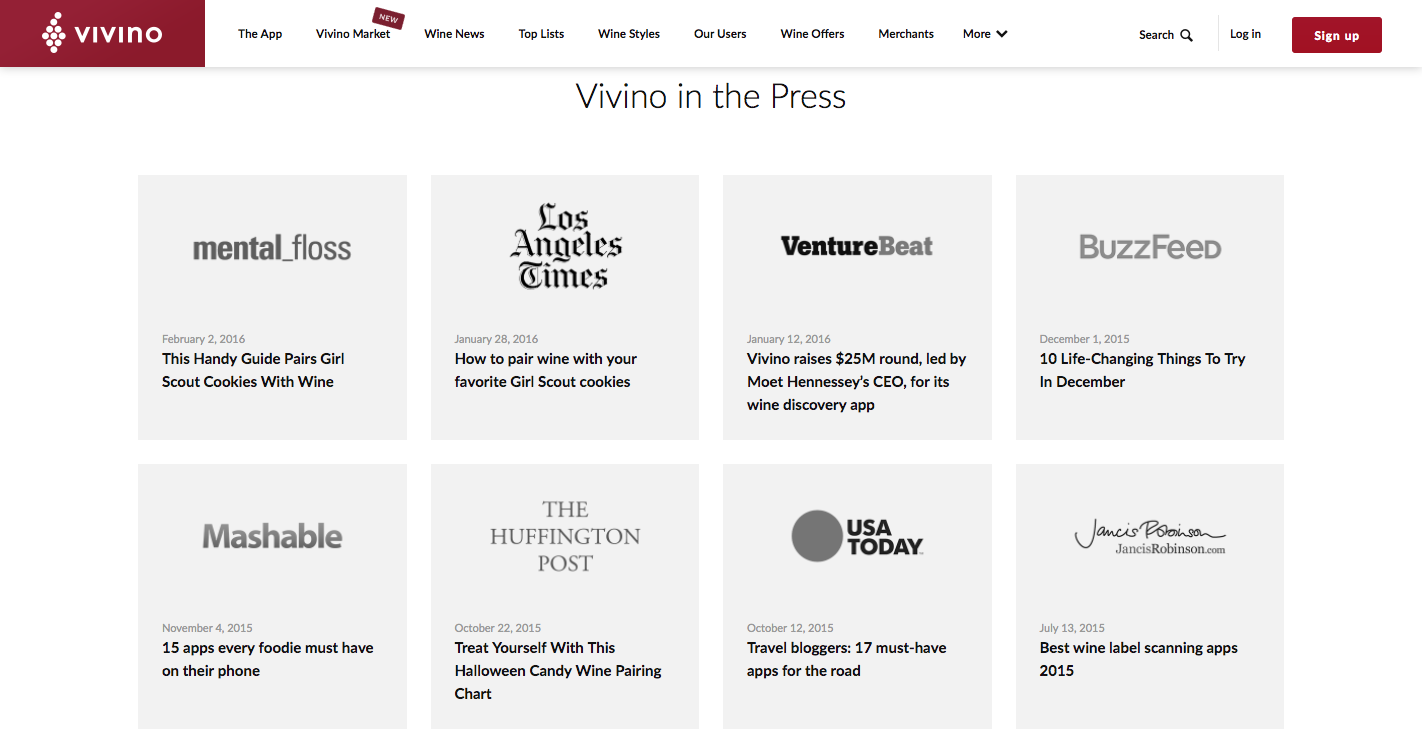 vivino
The App
Vivino Market
NEW
Wine News
Top Lists
Wine Styles
Our Users
Wine Offers
Merchants
More
Search
Log in
Sign up
Vivino in the Press
mental_floss
February 2, 2016
This Handy Guide Pairs Girl
Scout Cookies With Wine
Los
Angeles
Times
January 28, 2016
How to pair wine with your
favorite Girl Scout cookies
VentureBeat
January 12, 2016
Vivino raises $25M round, led by
Moet Hennessey’s CEO, for its
wine discovery app
BuzzFeed
December 1, 2015
10 Life-Changing Things To Try
In December
Mashable
November 4, 2015
15 apps every foodie must have
on their phone
THE
HUFFINGTON
POST
October 22, 2015
Treat Yourself With This
Halloween Candy Wine Pairing
Chart
USA
TODAY
October 12, 2015
Travel bloggers: 17 must-have
apps for the road
Jancis Robinson
JancisRobinson.com
July 13, 2015
Best wine label scanning apps
2015